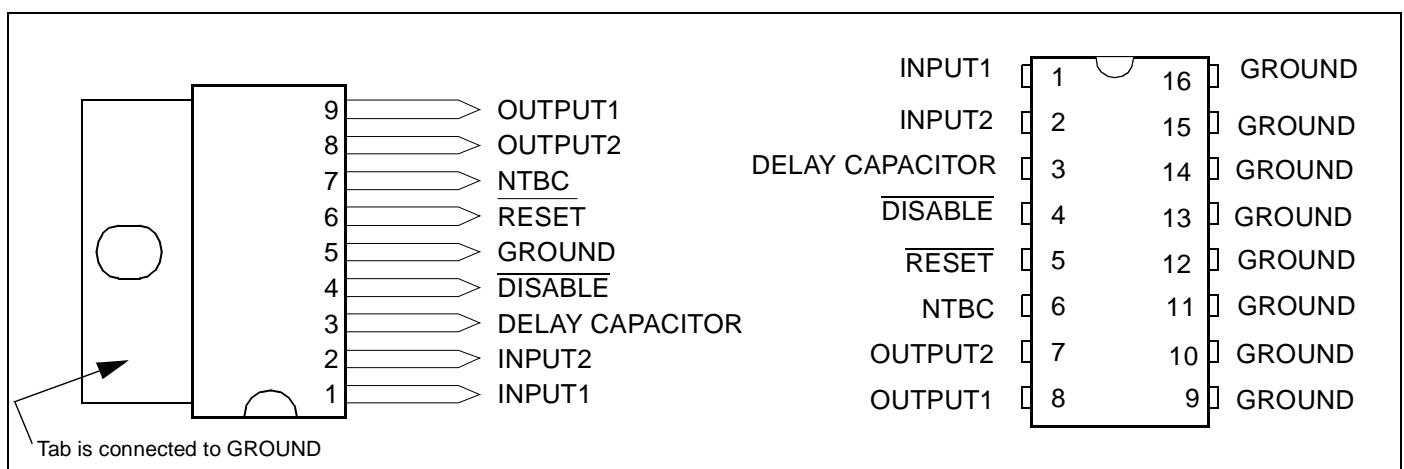 9 OUTPUT1
8 OUTPUT2
7 NTBC
6 RESET
5 GROUND
4 DISABLE
3 DELAY CAPACITOR
2 INPUT2
1 INPUT1
Tab is connected to GROUND
INPUT1 1 16 GROUND
INPUT2 2 15 GROUND
DELAY CAPACITOR 3 14 GROUND
DISABLE 4 13 GROUND
RESET 5 12 GROUND
NTBC 6 11 GROUND
OUTPUT2 7 10 GROUND
OUTPUT1 8 9 GROUND